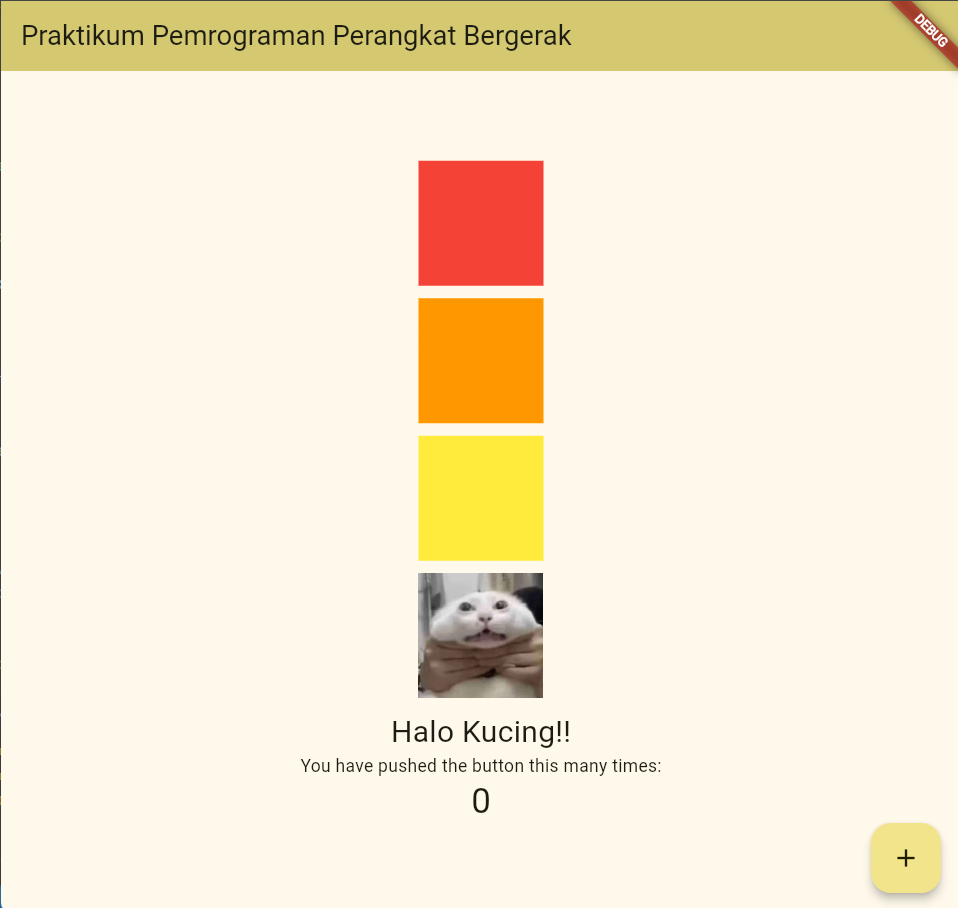 Praktikum Pemrograman Perangkat Bergerak
DEBUG
Halo Kucing!!
You have pushed the button this many times:
0
+